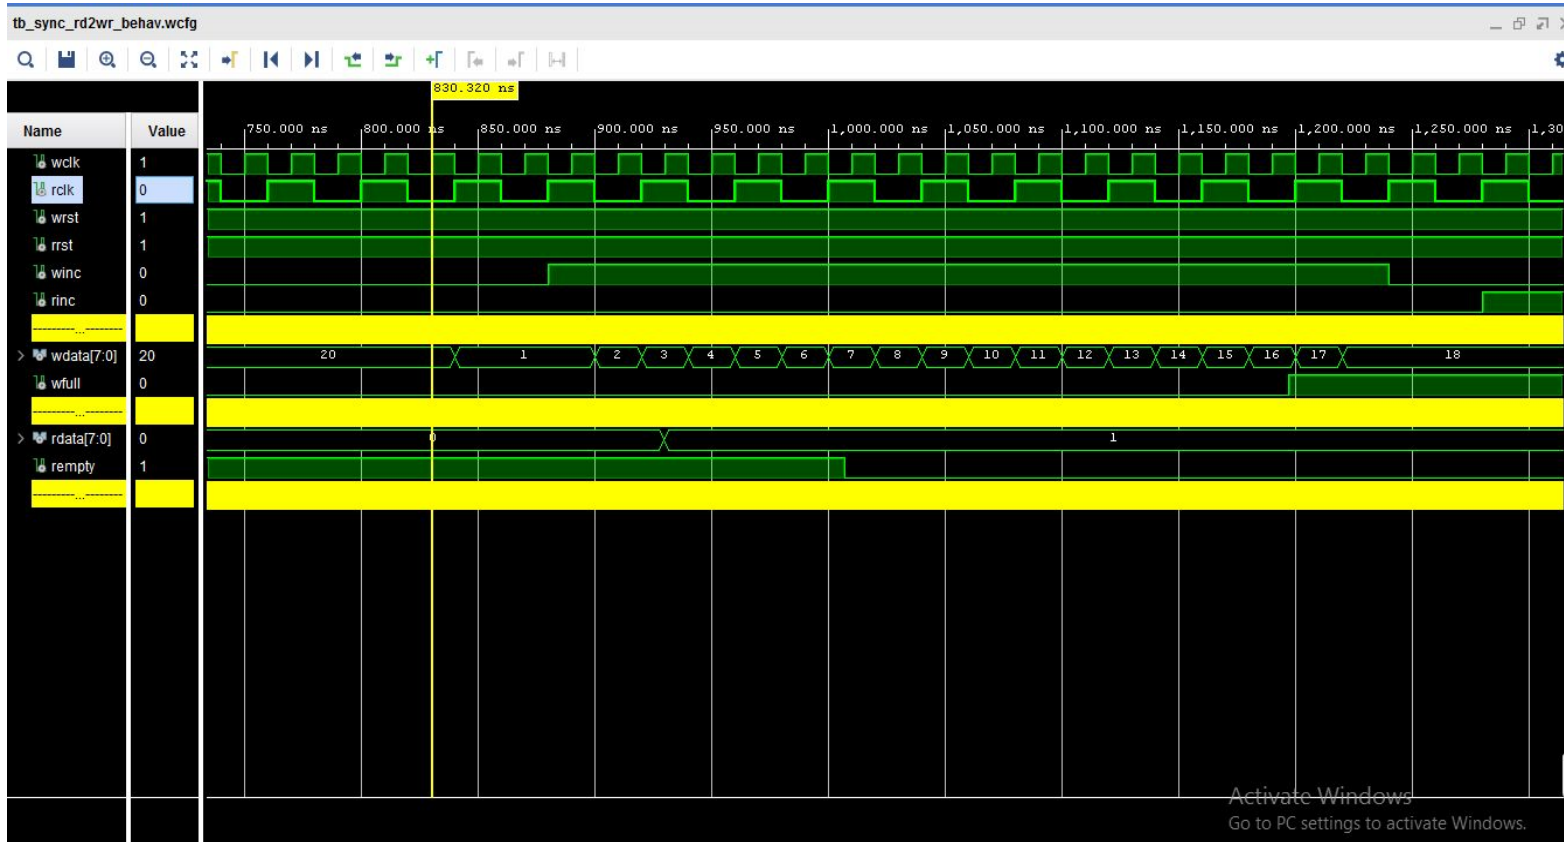 tb_sync_rd2wr_behav.wcfg
830.320 ns
Name Value
750.000 ns 800.000 ns 850.000 ns 900.000 ns 950.000 ns 1,000.000 ns 1,050.000 ns 1,100.000 ns 1,150.000 ns 1,200.000 ns 1,250.000 ns 1,30
wclk 1
rclk 0
wrst 1
rrst 1
winc 0
rinc 0
---------...--------
wdata[7:0] 20 20 1 2 3 4 5 6 7 8 9 10 11 12 13 14 15 16 17 18
wfull 0
---------...--------
rdata[7:0] 0 0 1
rempty 1
---------...--------
Activate Windows
Go to PC settings to activate Windows.